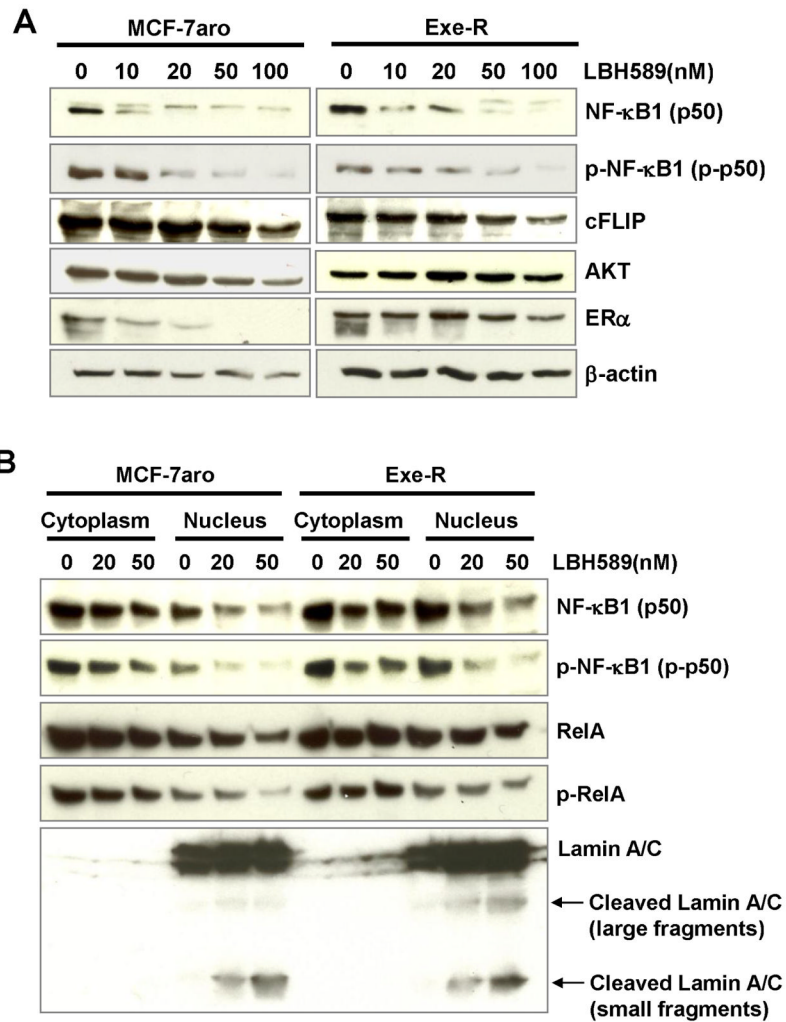 A
MCF-7aro Exe-R
0 10 20 50 100 0 10 20 50 100 LBH589(nM)
NF-κB1 (p50)
p-NF-κB1 (p-p50)
cFLIP
AKT
ERα
β-actin
B
MCF-7aro Exe-R
Cytoplasm Nucleus Cytoplasm Nucleus
0 20 50 0 20 50 0 20 50 0 20 50 LBH589(nM)
NF-κB1 (p50)
p-NF-κB1 (p-p50)
RelA
p-RelA
Lamin A/C
Cleaved Lamin A/C
(large fragments)
Cleaved Lamin A/C
(small fragments)